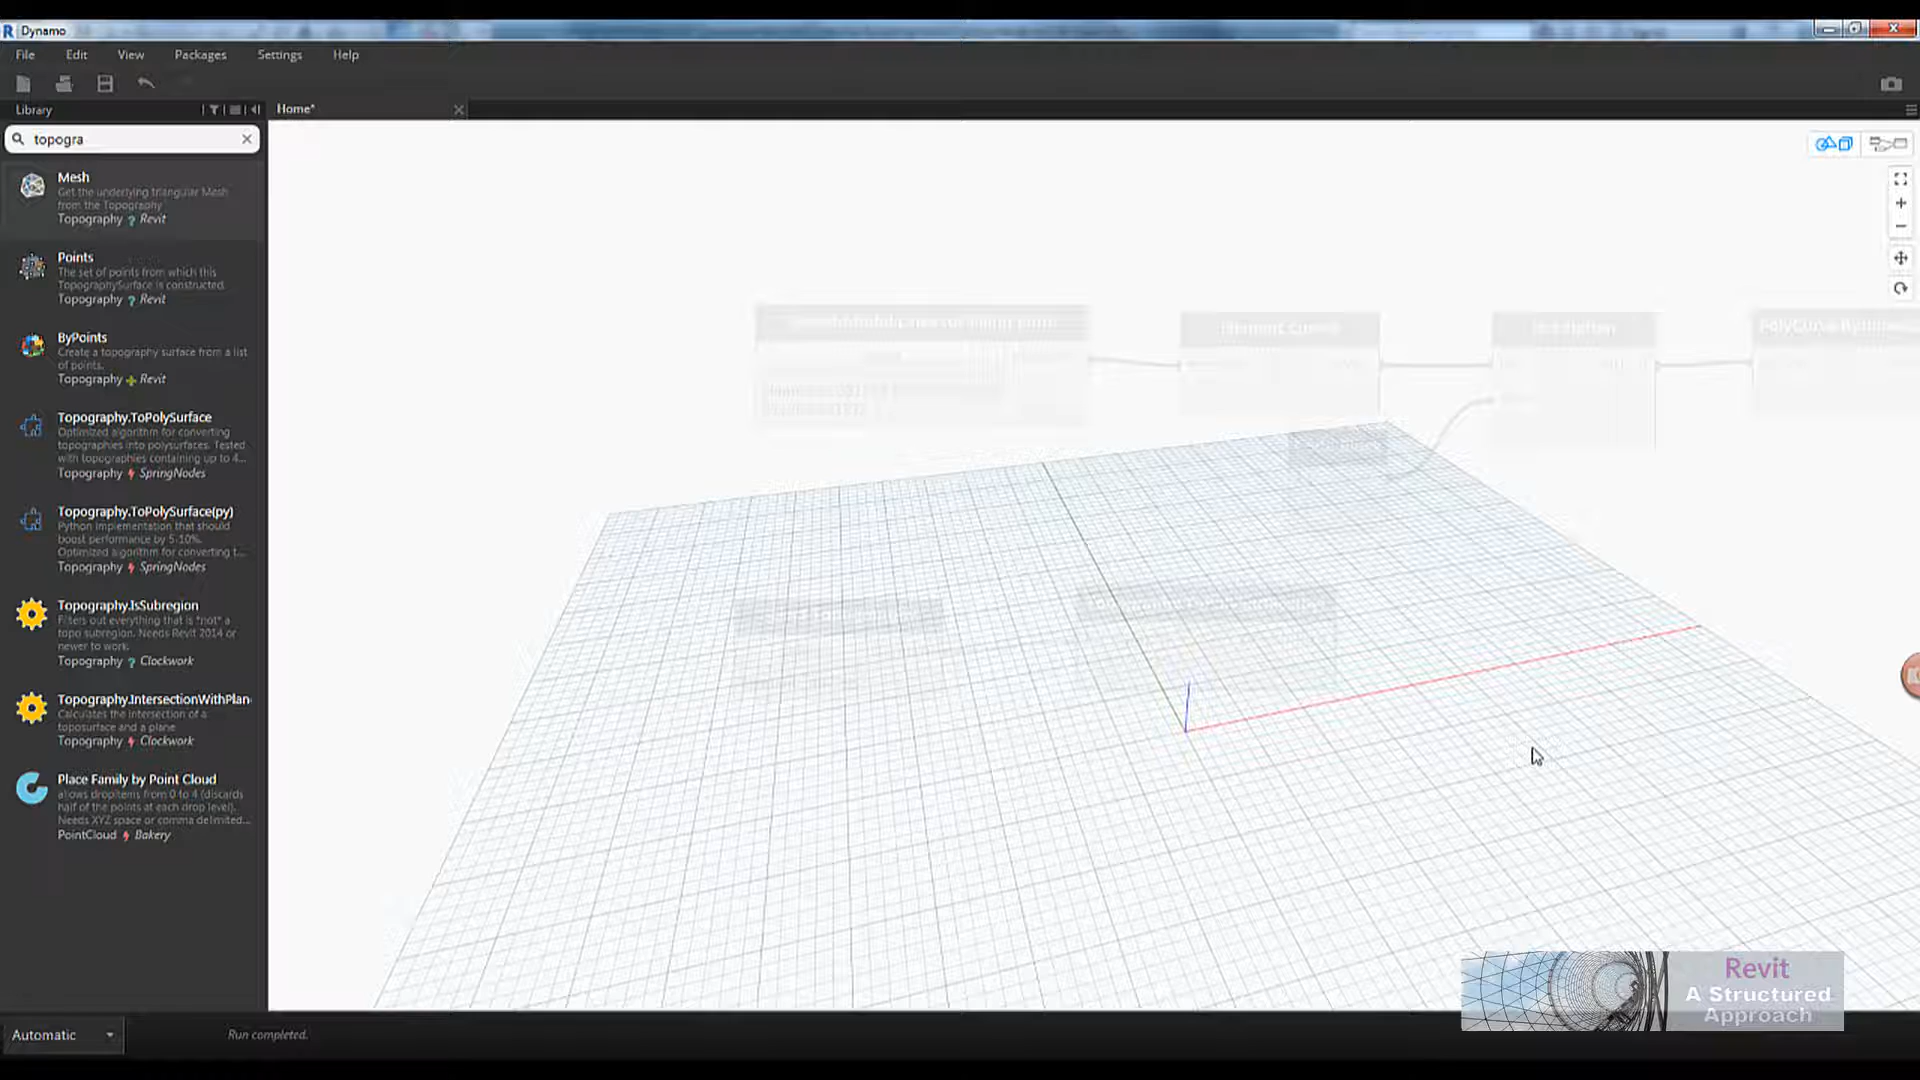 Dynamo
File Edit View Packages Settings Help
Library
Home*
topogra
Mesh
Get the underlying triangular Mesh
from the Topography
Topography ? Revit
Points
The set of points from which this
TopographySurface is constructed.
Topography ? Revit
ByPoints
Create a topography surface from a list
of points.
Topography + Revit
Topography.ToPolySurface
Optimized algorithm for converting
topographies into polysurfaces. Tested
with topographies containing up to 4...
Topography SpringNodes
Topography.ToPolySurface(py)
Python implementation that should
boost performance by 5-10%.
Optimized algorithm for converting t...
Topography SpringNodes
Topography.IsSubregion
Filters out everything that is *not* a
topo subregion. Needs Revit 2014 or
newer to work.
Topography ? Clockwork
Topography.IntersectionWithPlan
Calculates the intersection of a
toposurface and a plane
Topography Clockwork
Place Family by Point Cloud
allows dropitems from 0 to 4 (discards
half of the points at each drop level).
Needs XYZ space or comma delimited...
PointCloud Bakery
Element.Curves
Revit
A Structured
Approach
Automatic
Run completed.